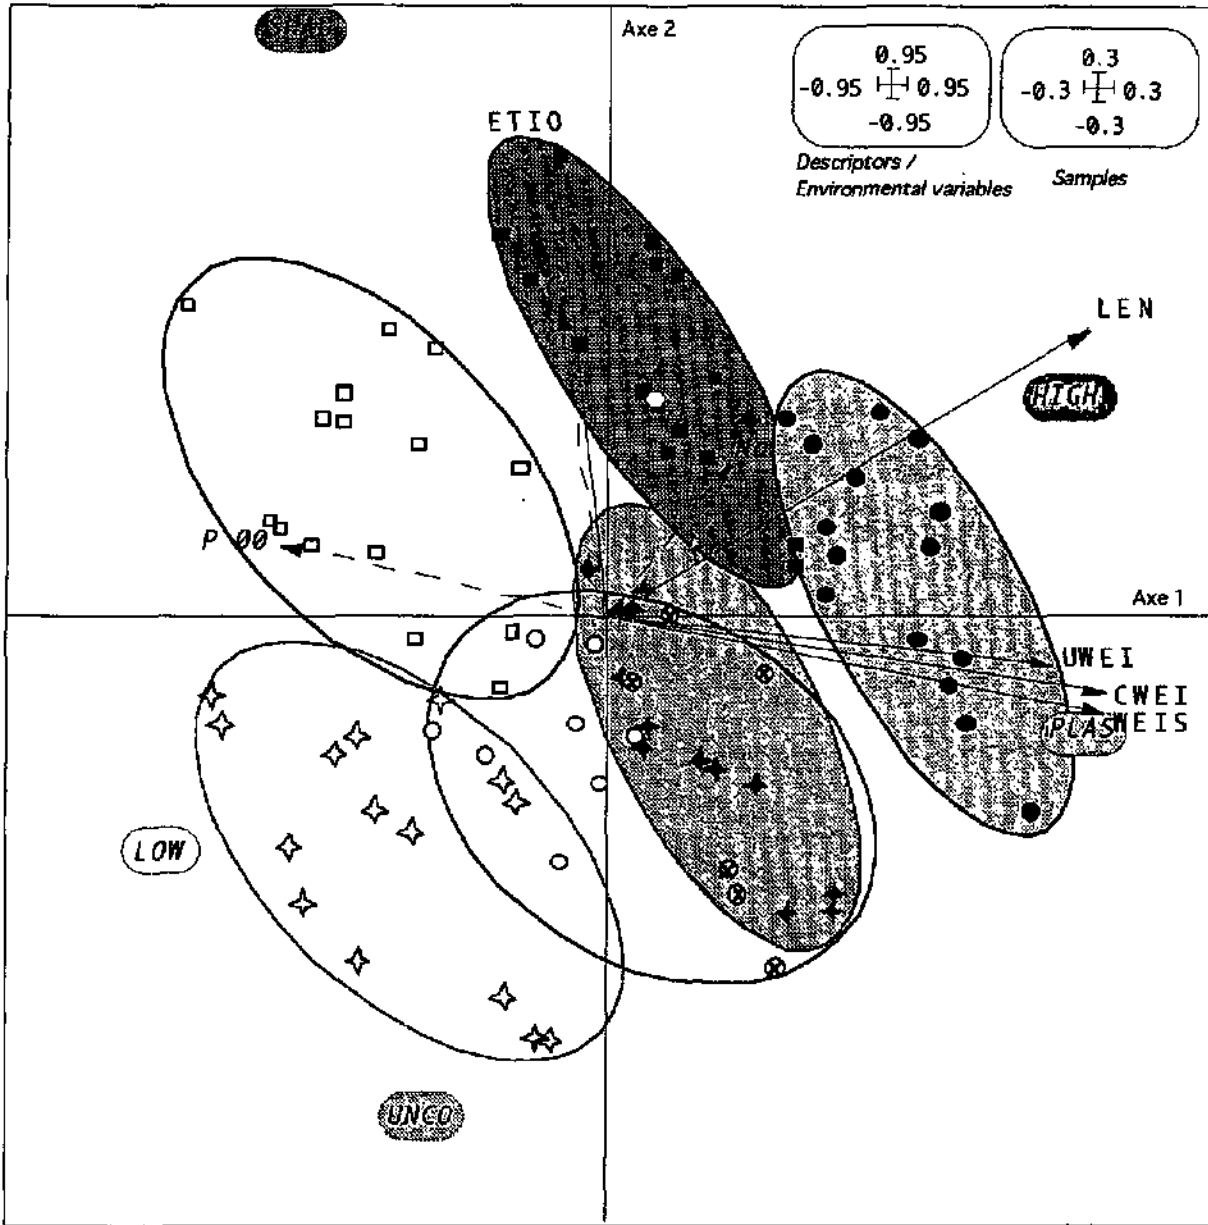 Axe 2
0.95
-0.95 0.95
-0.95
Descriptors /
Environmental variables
0.3
-0.3 0.3
-0.3
Samples
ETIO
LEN
HIGH
P 00
Axe 1
UWEI
CWEI
PLAS WEIS
LOW
UNCO